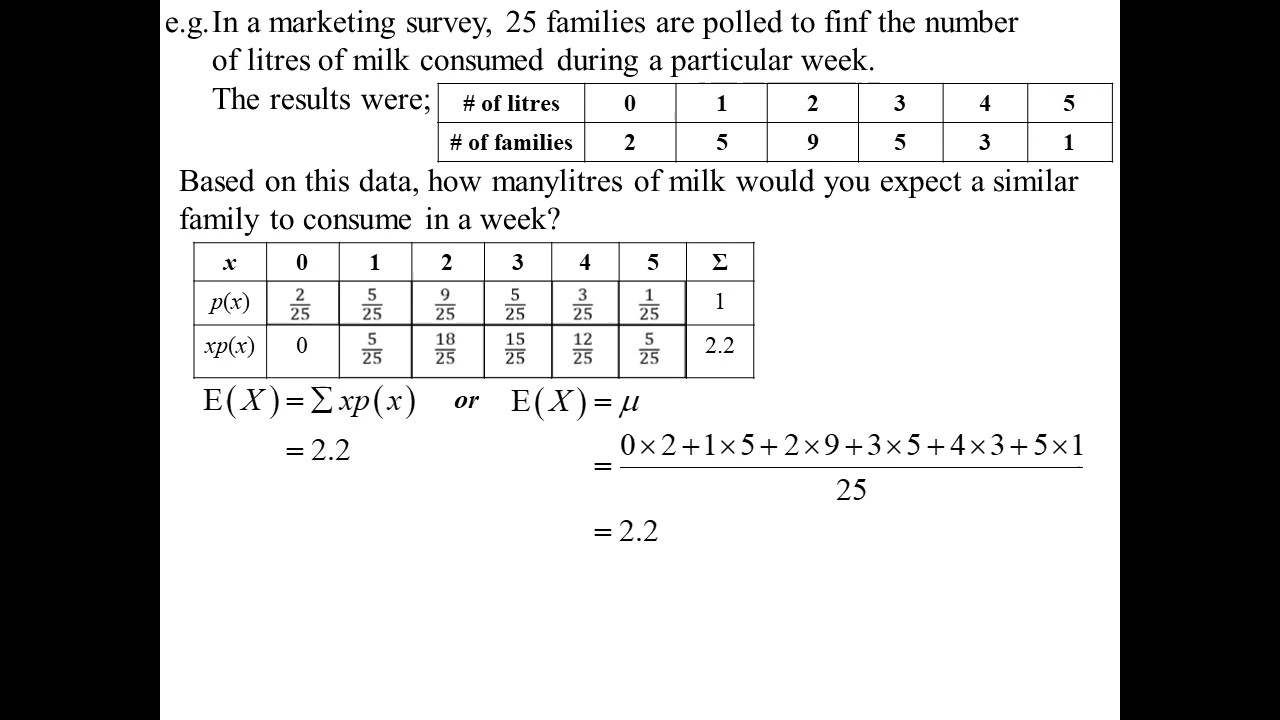 e.g. In a marketing survey, 25 families are polled to finf the number
of litres of milk consumed during a particular week.
The results were;
# of litres 0 1 2 3 4 5
# of families 2 5 9 5 3 1
Based on this data, how manylitres of milk would you expect a similar
family to consume in a week?
x 0 1 2 3 4 5 Σ
p(x) 2/25 5/25 9/25 5/25 3/25 1/25 1
xp(x) 0 5/25 18/25 15/25 12/25 5/25 2.2
E(X) = Σ xp(x) or E(X) = μ
= 2.2
= 0×2+1×5+2×9+3×5+4×3+5×1
25
= 2.2